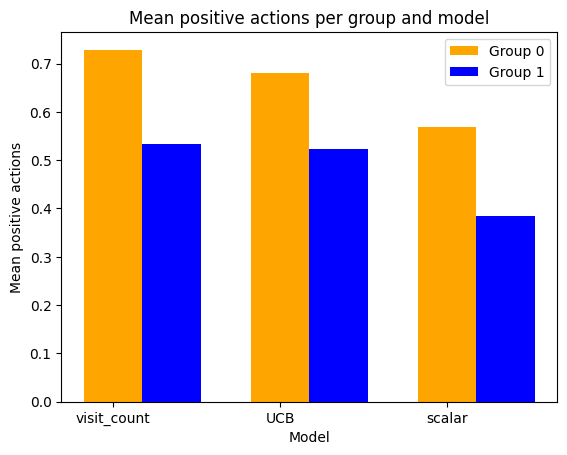 Mean positive actions per group and model
Group 0
Group 1
Mean positive actions
0.7
0.6
0.5
0.4
0.3
0.2
0.1
0.0
visit_count UCB scalar
Model